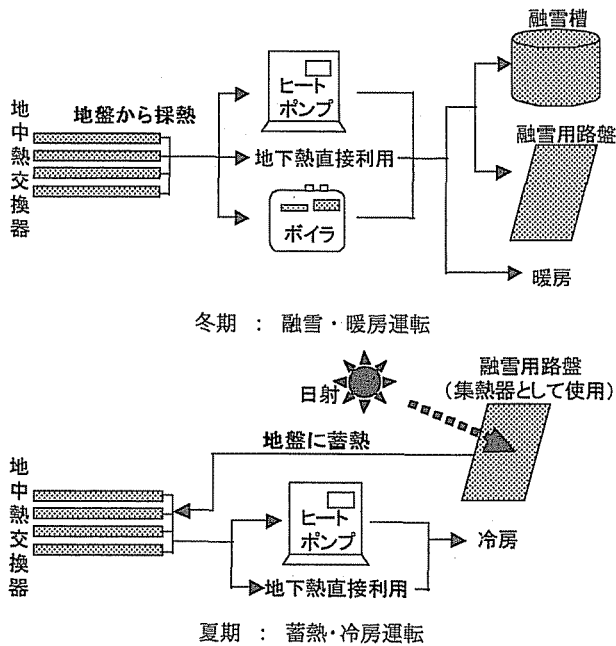 融雪槽
ヒート
ポンプ
地盤から採熱
地中熱交換器
地下熱直接利用
融雪用路盤
ボイラ
暖房
冬期 : 融雪・暖房運転
日射
融雪用路盤
(集熱器として使用)
地盤に蓄熱
地中熱交換器
ヒート
ポンプ
冷房
地下熱直接利用
夏期 : 蓄熱・冷房運転